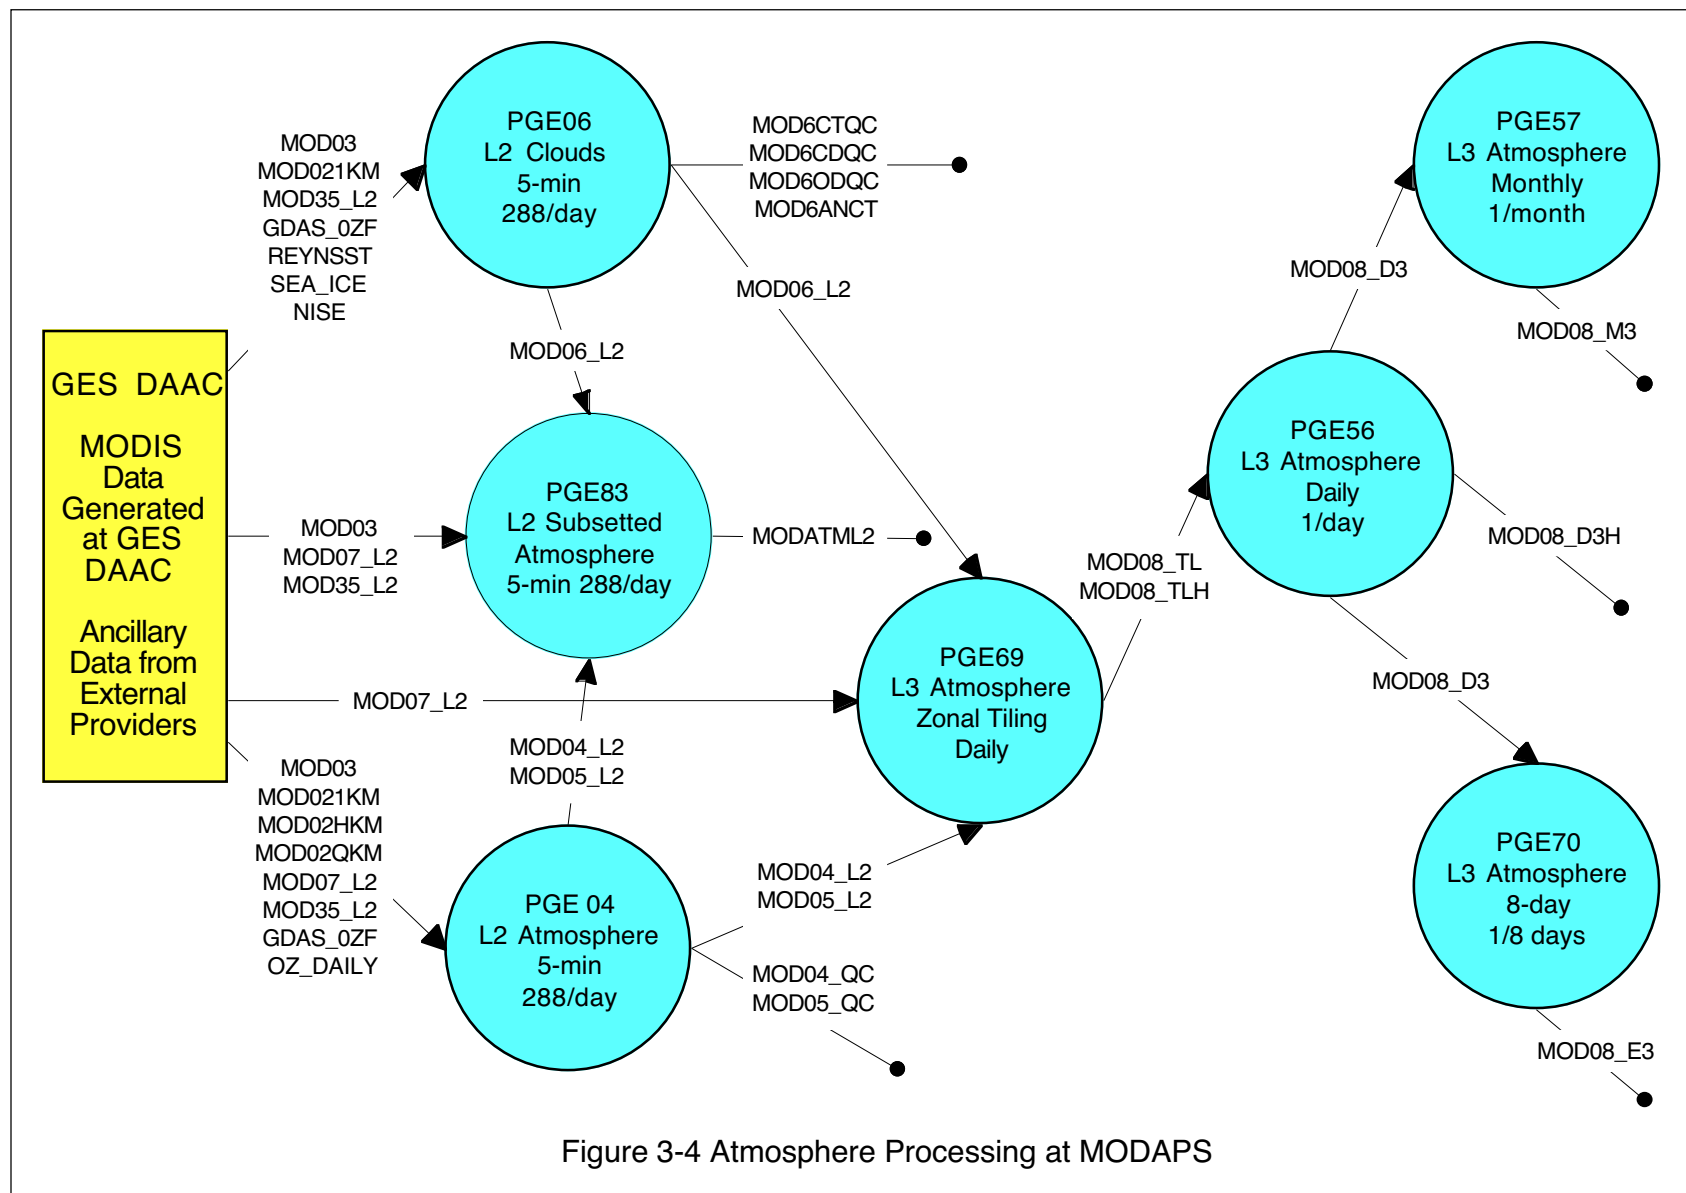 PGE06
L2 Clouds
5-min
288/day
MOD03
MOD021KM
MOD35_L2
GDAS_0ZF
REYNSST
SEA_ICE
NISE
MOD6CTQC
MOD6CDQC
MOD6ODQC
MOD6ANCT
MOD06_L2
MOD06_L2
PGE57
L3 Atmosphere
Monthly
1/month
MOD08_D3
MOD08_M3
GES DAAC
MODIS
Data
Generated
at GES
DAAC
Ancillary
Data from
External
Providers
MOD03
MOD07_L2
MOD35_L2
PGE83
L2 Subsetted
Atmosphere
5-min 288/day
MODATML2
PGE56
L3 Atmosphere
Daily
1/day
MOD08_D3H
MOD08_TL
MOD08_TLH
MOD07_L2
PGE69
L3 Atmosphere
Zonal Tiling
Daily
MOD08_D3
MOD04_L2
MOD05_L2
MOD03
MOD021KM
MOD02HKM
MOD02QKM
MOD07_L2
MOD35_L2
GDAS_0ZF
OZ_DAILY
PGE 04
L2 Atmosphere
5-min
288/day
MOD04_L2
MOD05_L2
MOD04_QC
MOD05_QC
PGE70
L3 Atmosphere
8-day
1/8 days
MOD08_E3
Figure 3-4 Atmosphere Processing at MODAPS